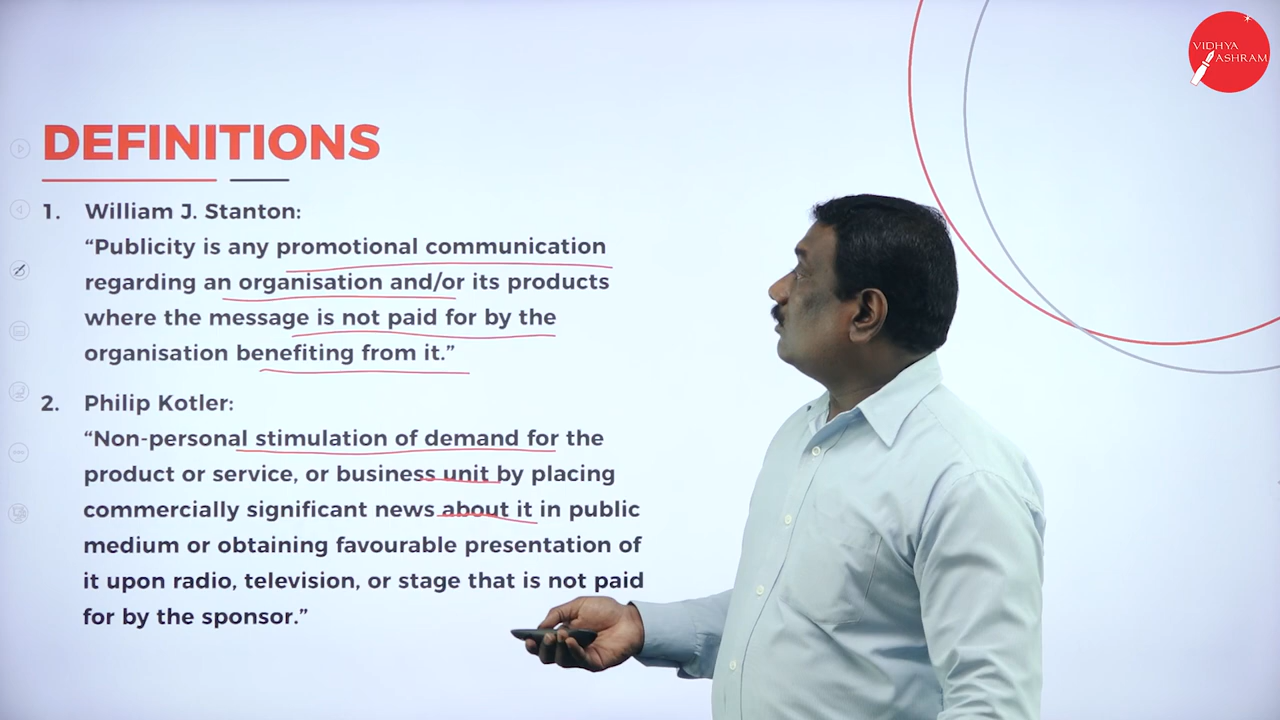 VIDHYA
ASHRAM
DEFINITIONS
1. William J. Stanton:
“Publicity is any promotional communication
regarding an organisation and/or its products
where the message is not paid for by the
organisation benefiting from it.”
2. Philip Kotler:
“Non-personal stimulation of demand for the
product or service, or business unit by placing
commercially significant news about it in public
medium or obtaining favourable presentation of
it upon radio, television, or stage that is not paid
for by the sponsor.”